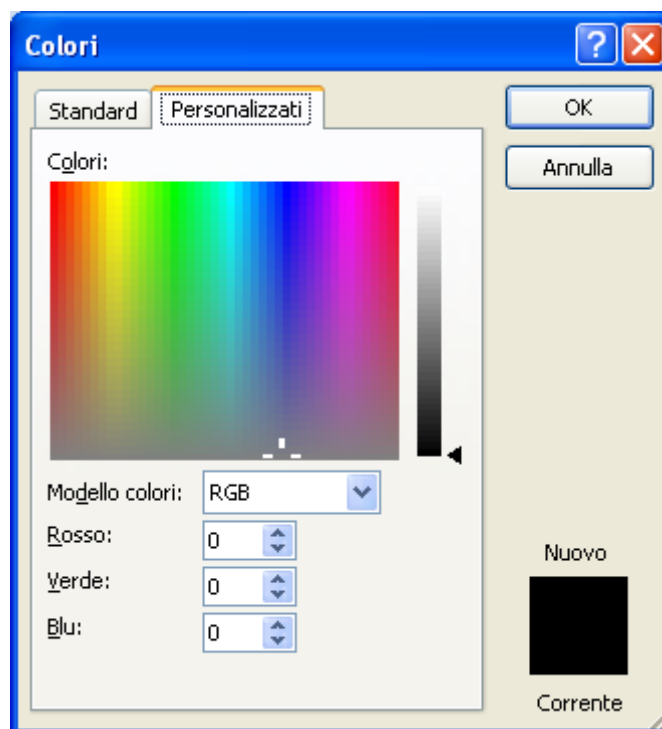 Colori
Standard Personalizzati
OK
Annulla
Colori:
Modello colori: RGB
Rosso: 0
Verde: 0
Blu: 0
Nuovo
Corrente